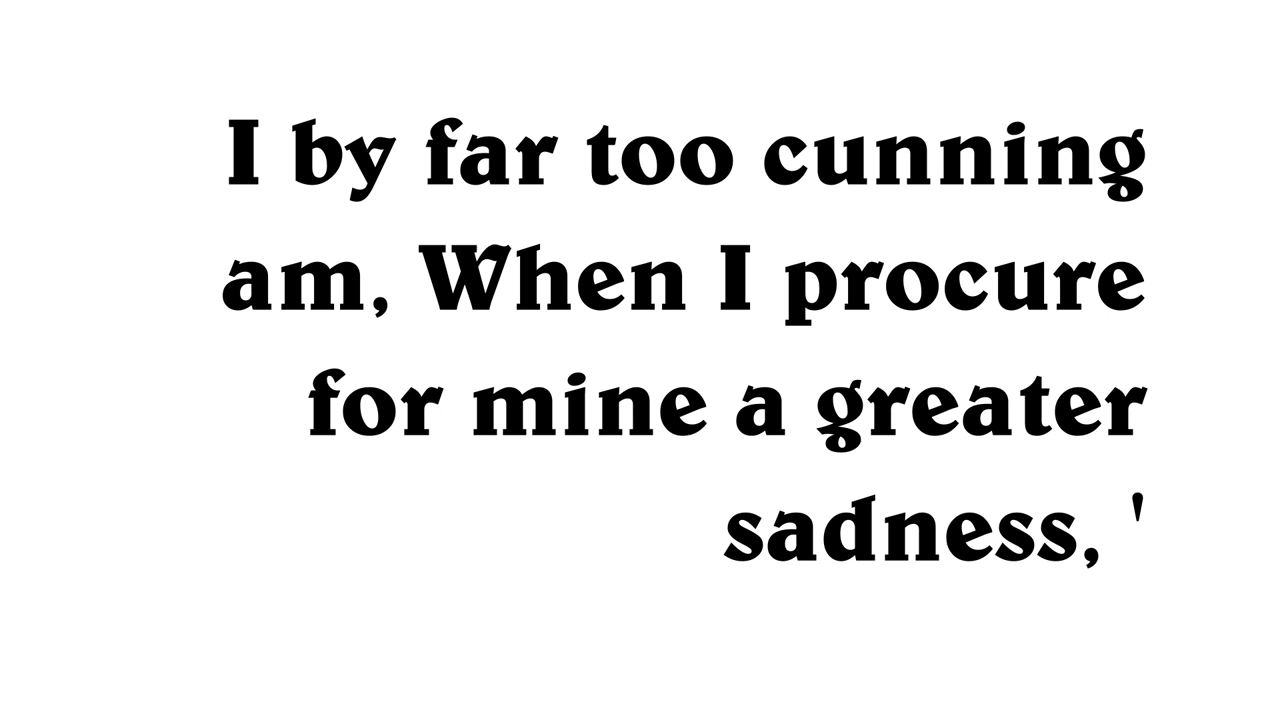 I by far too cunning
am, When I procure
for mine a greater
sadness, '